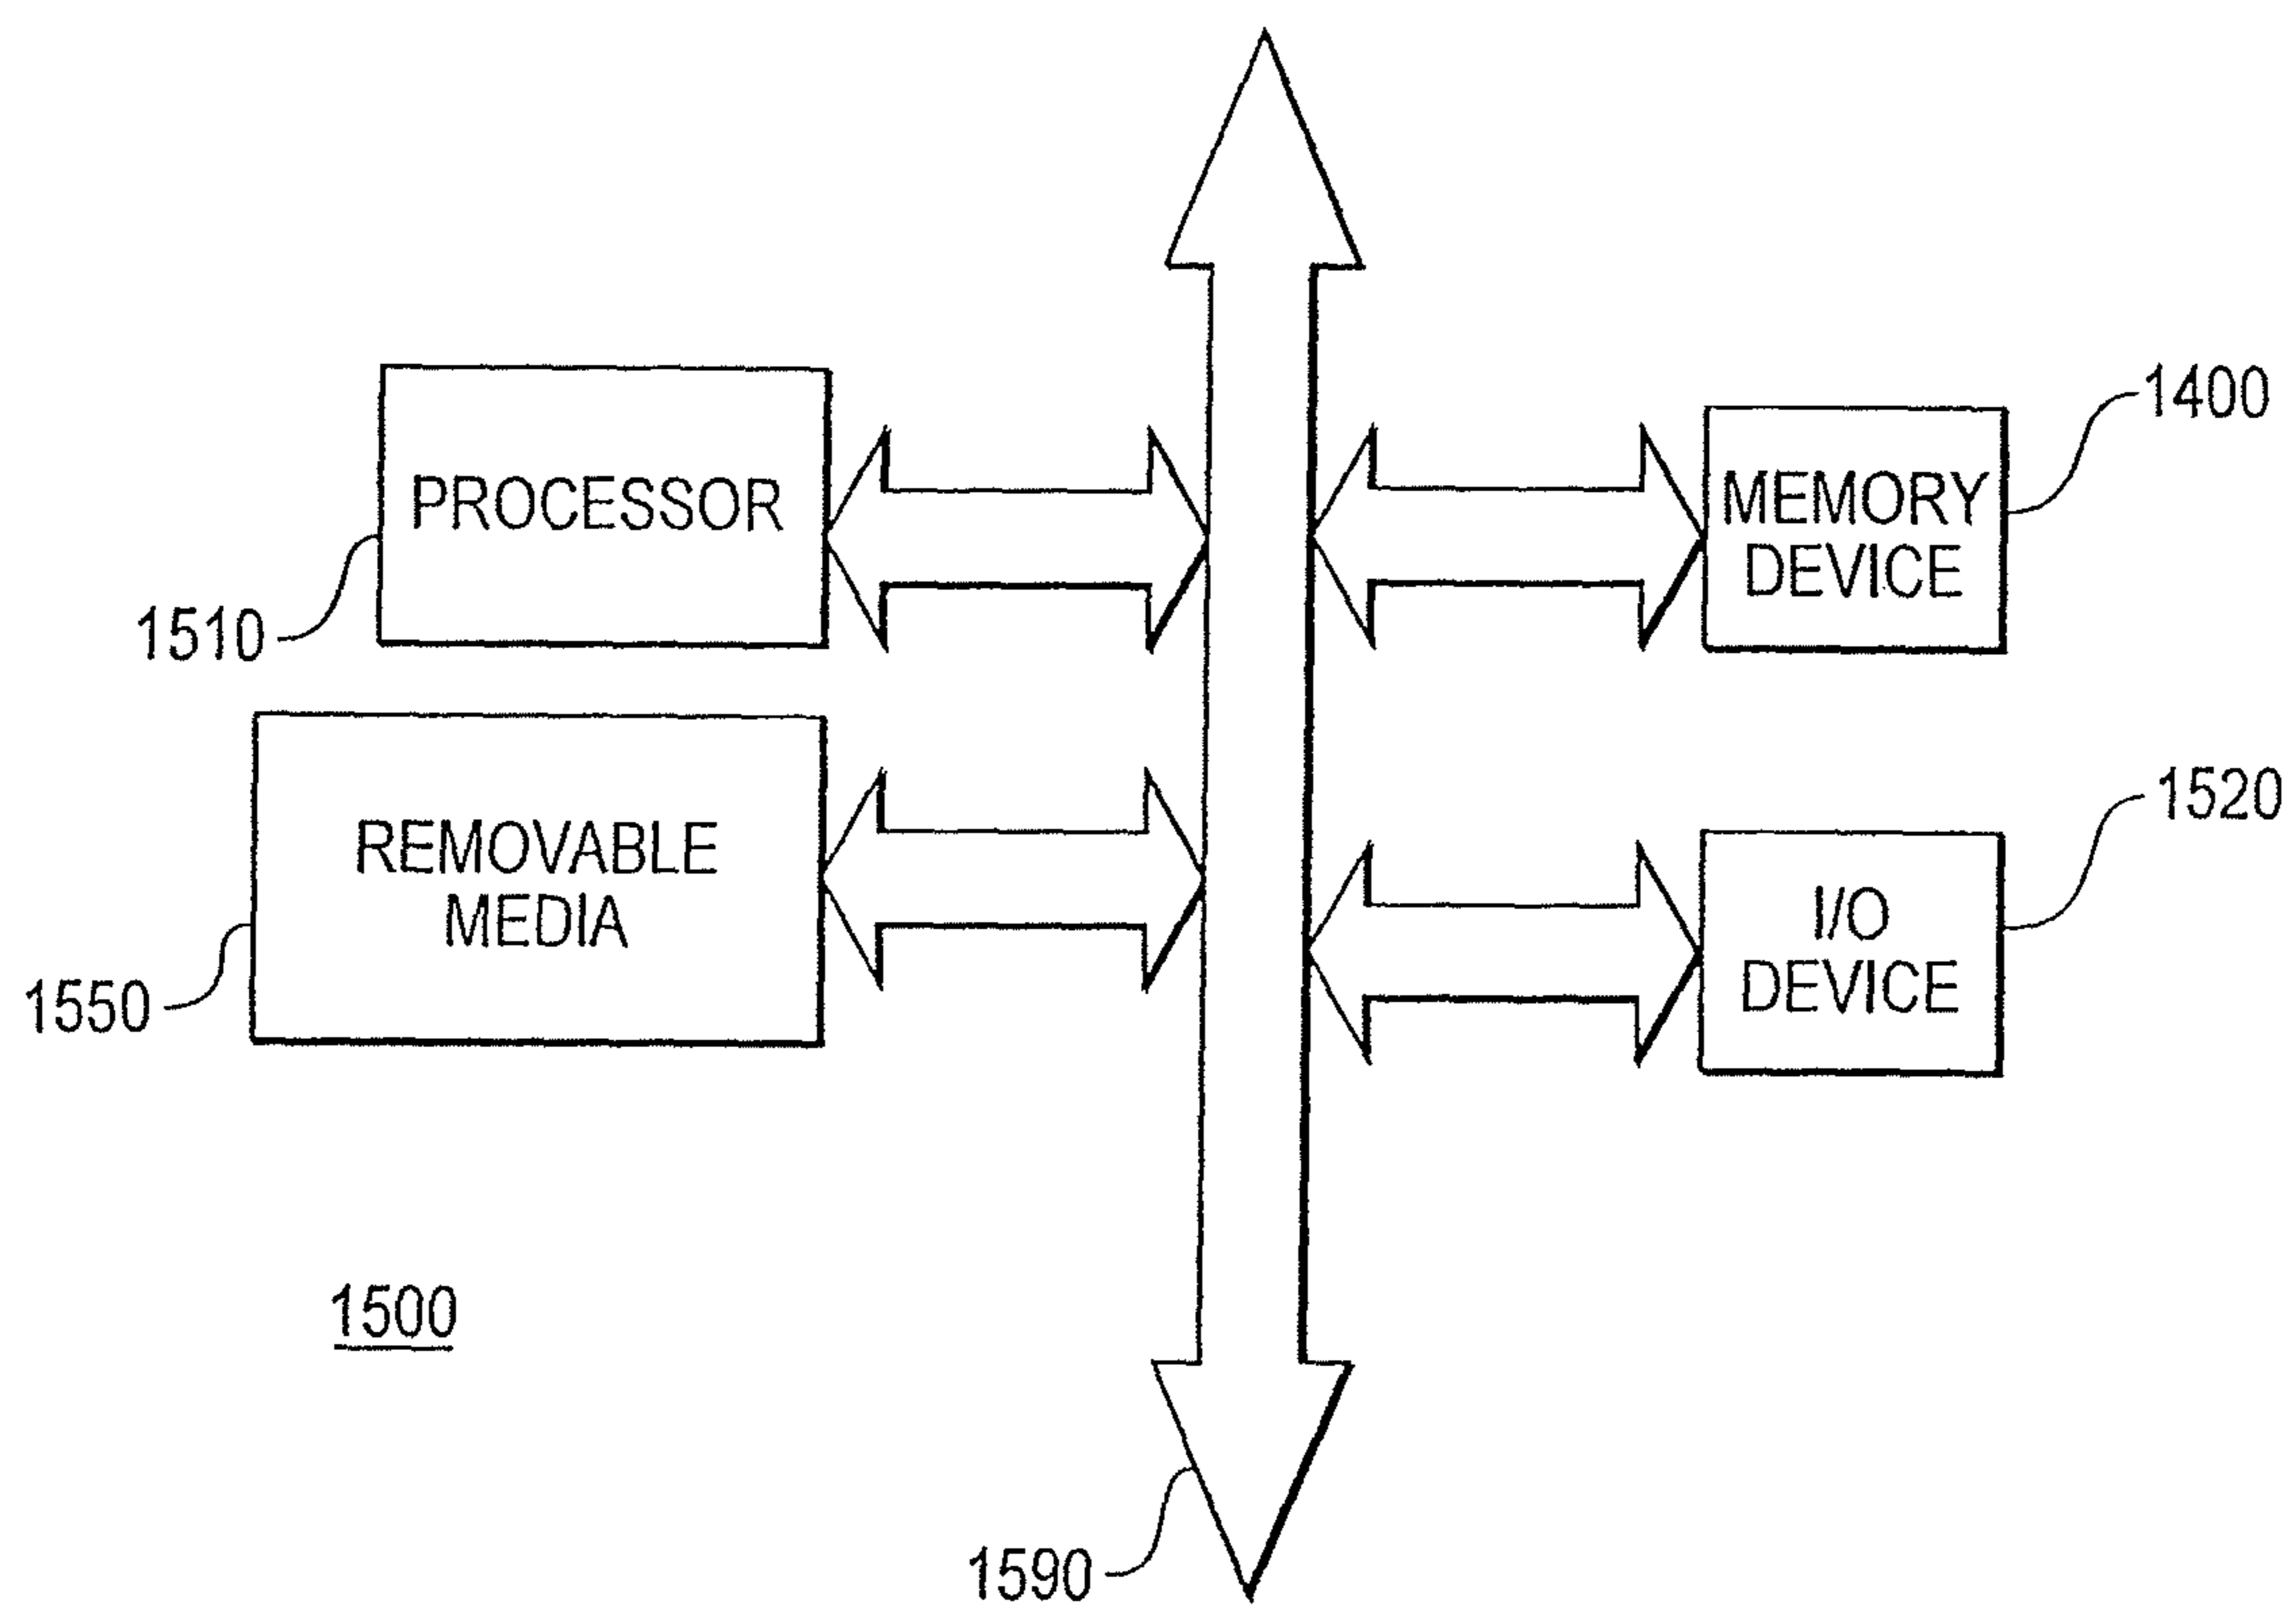 PROCESSOR
1510
MEMORY
DEVICE
1400
REMOVABLE
MEDIA
1550
I/O
DEVICE
1520
1500
1590